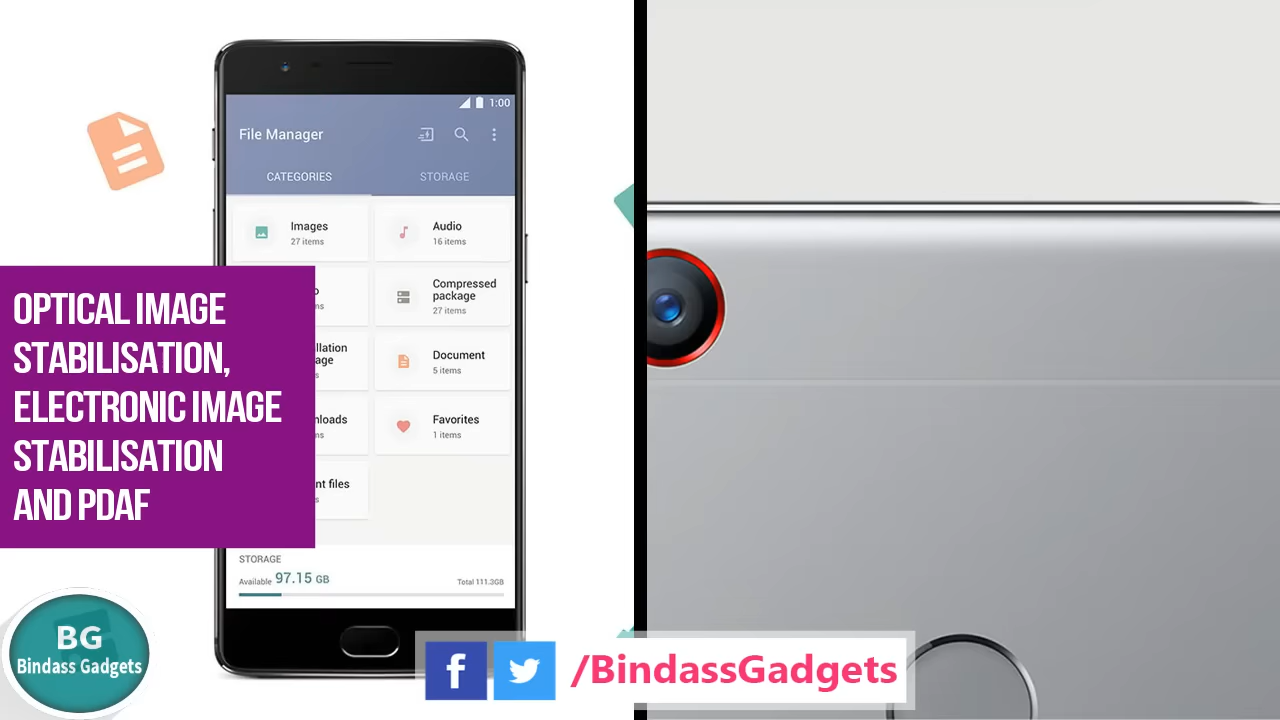 1:00
File Manager
CATEGORIES
STORAGE
Images
27 items
Audio
16 items
Compressed
package
27 items
Document
5 items
Favorites
1 items
STORAGE
Available 97.15 GB
Total 111.3GB
OPTICAL IMAGE
STABILISATION,
ELECTRONIC IMAGE
STABILISATION
AND PDAF
BG
Bindass Gadgets
/BindassGadgets